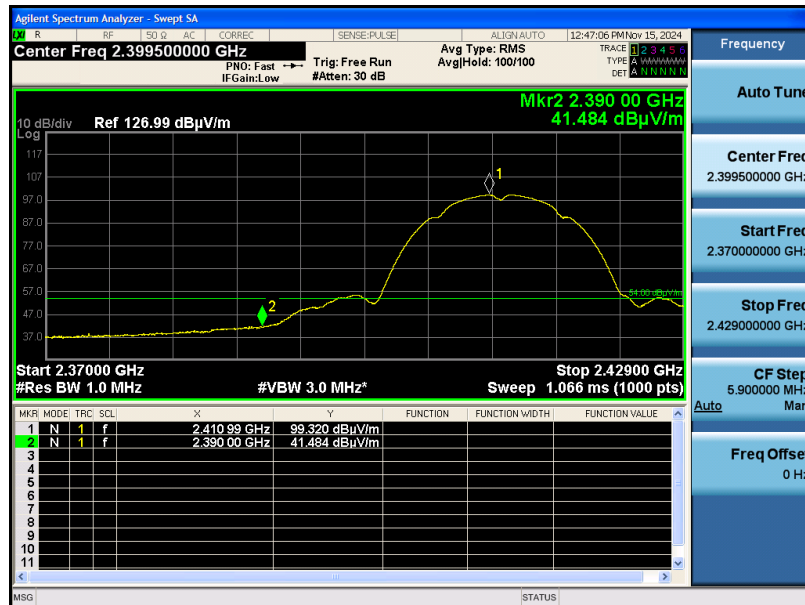 Agilent Spectrum Analyzer - Swept SA
LXI R RF 50 Ω AC CORREC SENSE:PULSE ALIGN AUTO 12:47:06 PM Nov 15, 2024
Center Freq 2.399500000 GHz
PNO: Fast
IFGain:Low
Trig: Free Run
#Atten: 30 dB
Avg Type: RMS
Avg|Hold: 100/100
TRACE 1 2 3 4 5 6
TYPE A WWWWW
DET A N N N N N
Frequency
Mkr2 2.390 00 GHz
41.484 dBµV/m
10 dB/div Ref 126.99 dBµV/m
Log
117
107
97.0
87.0
77.0
67.0
57.0
47.0
37.0
1
2
54.00 dBµV/m
Start 2.37000 GHz Stop 2.42900 GHz
#Res BW 1.0 MHz #VBW 3.0 MHz* Sweep 1.066 ms (1000 pts)
MKR MODE TRC SCL X Y FUNCTION FUNCTION WIDTH FUNCTION VALUE
1 N 1 f 2.410 99 GHz 99.320 dBµV/m
2 N 1 f 2.390 00 GHz 41.484 dBµV/m
3
4
5
6
7
8
9
10
11
MSG STATUS
Auto Tune
Center Freq
2.399500000 GHz
Start Freq
2.370000000 GHz
Stop Freq
2.429000000 GHz
CF Step
5.900000 MHz
Auto Man
Freq Offset
0 Hz